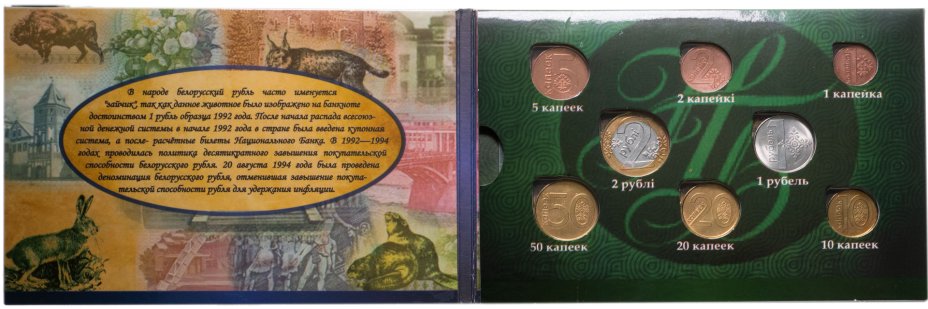 В народе белорусский рубль часто именуется
"зайчик", так как данное животное было изображено на банкноте
достоинством 1 рубль образца 1992 года. После начала распада всесоюз-
ной денежной системы в начале 1992 года в стране была введена купонная
система, а после- расчётные билеты Национального Банка. В 1992—1994
годах проводилась политика десятикратного завышения покупательской
способности белорусского рубля. 20 августа 1994 года была проведена
деноминация белорусского рубля, отменившая завышение покупа-
тельской способности рубля для удержания инфляции.
5 капеек
2 капейкі
1 капейка
2 рублі
1 рубель
50 капеек
20 капеек
10 капеек